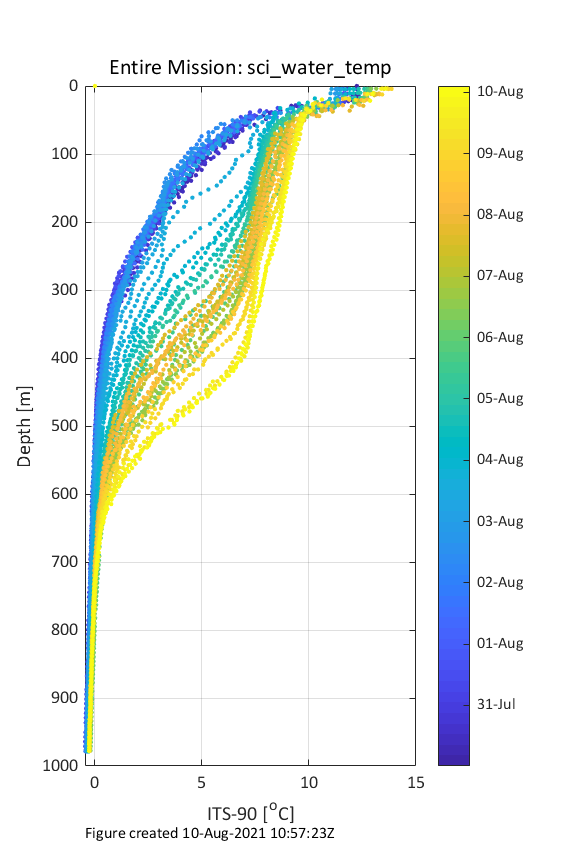 Entire Mission: sci_water_temp
0
100
200
300
400
500
600
700
800
900
1000
Depth [m]
0 5 10 15
ITS-90 [°C]
Figure created 10-Aug-2021 10:57:23Z
10-Aug
09-Aug
08-Aug
07-Aug
06-Aug
05-Aug
04-Aug
03-Aug
02-Aug
01-Aug
31-Jul